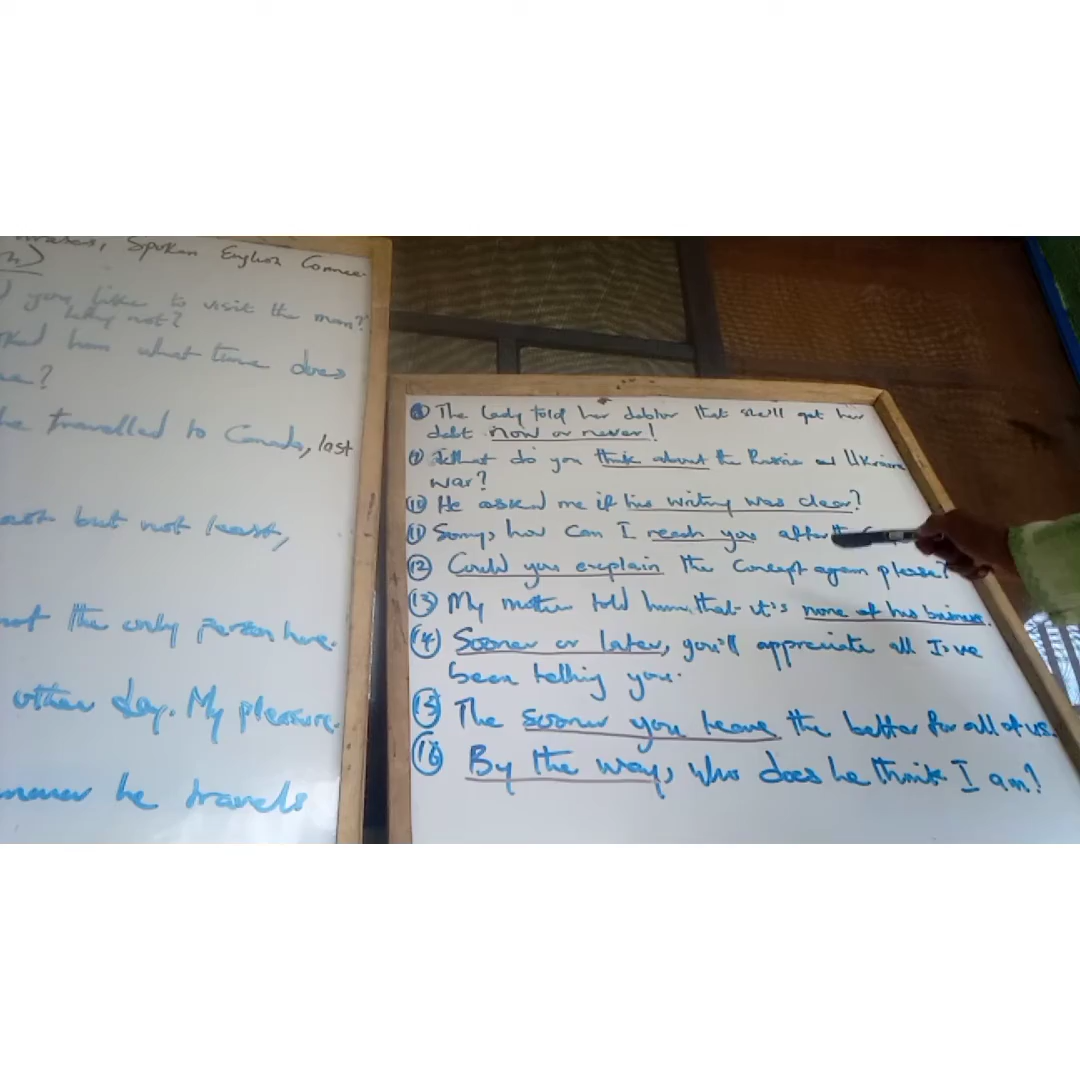 Spoken English Corner
you like to visit the moon?
not?
him what time does
he travelled to Canada, last
but not least,
not the only person here.
other day. My pleasure.
he travels
The lady told her debtor that she'll get her
debt now or never!
9 What do you think about the Russia and Ukraine
war?
10 He asked me if his writing was clear?
11 Sorry, how can I reach you after the
12 Could you explain the concept again please?
13 My mother told him that it's none of his business.
14 Sooner or later, you'll appreciate all I've
been telling you.
15 The sooner you leave the better for all of us.
16 By the way, who does he think I am?